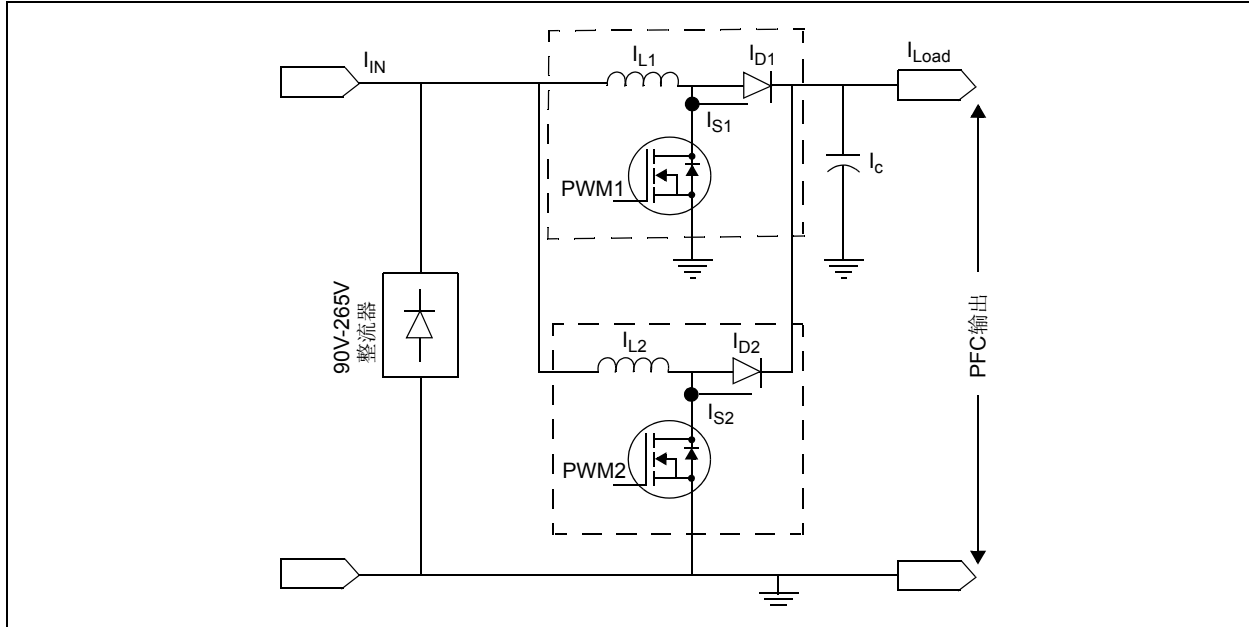 I_IN
I_L1
I_D1
I_Load
I_S1
I_c
PWM1
90V-265V
整流器
I_L2
I_D2
I_S2
PWM2
PFC输出